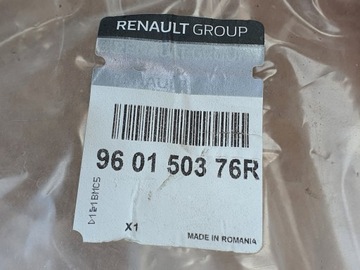 RENAULT GROUP
96 01 503 76R
X1
MADE IN ROMANIA